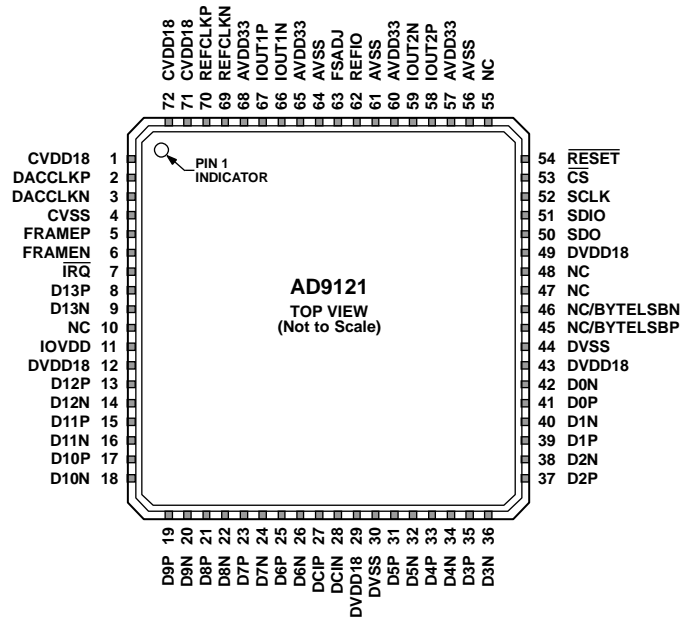 72 CVDD18
71 CVDD18
70 REFCLKP
69 REFCLKN
68 AVDD33
67 IOUT1P
66 IOUT1N
65 AVDD33
64 AVSS
63 FSADJ
62 REFIO
61 AVSS
60 AVDD33
59 IOUT2N
58 IOUT2P
57 AVDD33
56 AVSS
55 NC
CVDD18 1
DACCLKP 2
DACCLKN 3
CVSS 4
FRAMEP 5
FRAMEN 6
IRQ 7
D13P 8
D13N 9
NC 10
IOVDD 11
DVDD18 12
D12P 13
D12N 14
D11P 15
D11N 16
D10P 17
D10N 18
PIN 1
INDICATOR
AD9121
TOP VIEW
(Not to Scale)
54 RESET
53 CS
52 SCLK
51 SDIO
50 SDO
49 DVDD18
48 NC
47 NC
46 NC/BYTELSBN
45 NC/BYTELSBP
44 DVSS
43 DVDD18
42 D0N
41 D0P
40 D1N
39 D1P
38 D2N
37 D2P
D9P 19
D9N 20
D8P 21
D8N 22
D7P 23
D7N 24
D6P 25
D6N 26
DCIP 27
DCIN 28
DVDD18 29
DVSS 30
D5P 31
D5N 32
D4P 33
D4N 34
D3P 35
D3N 36